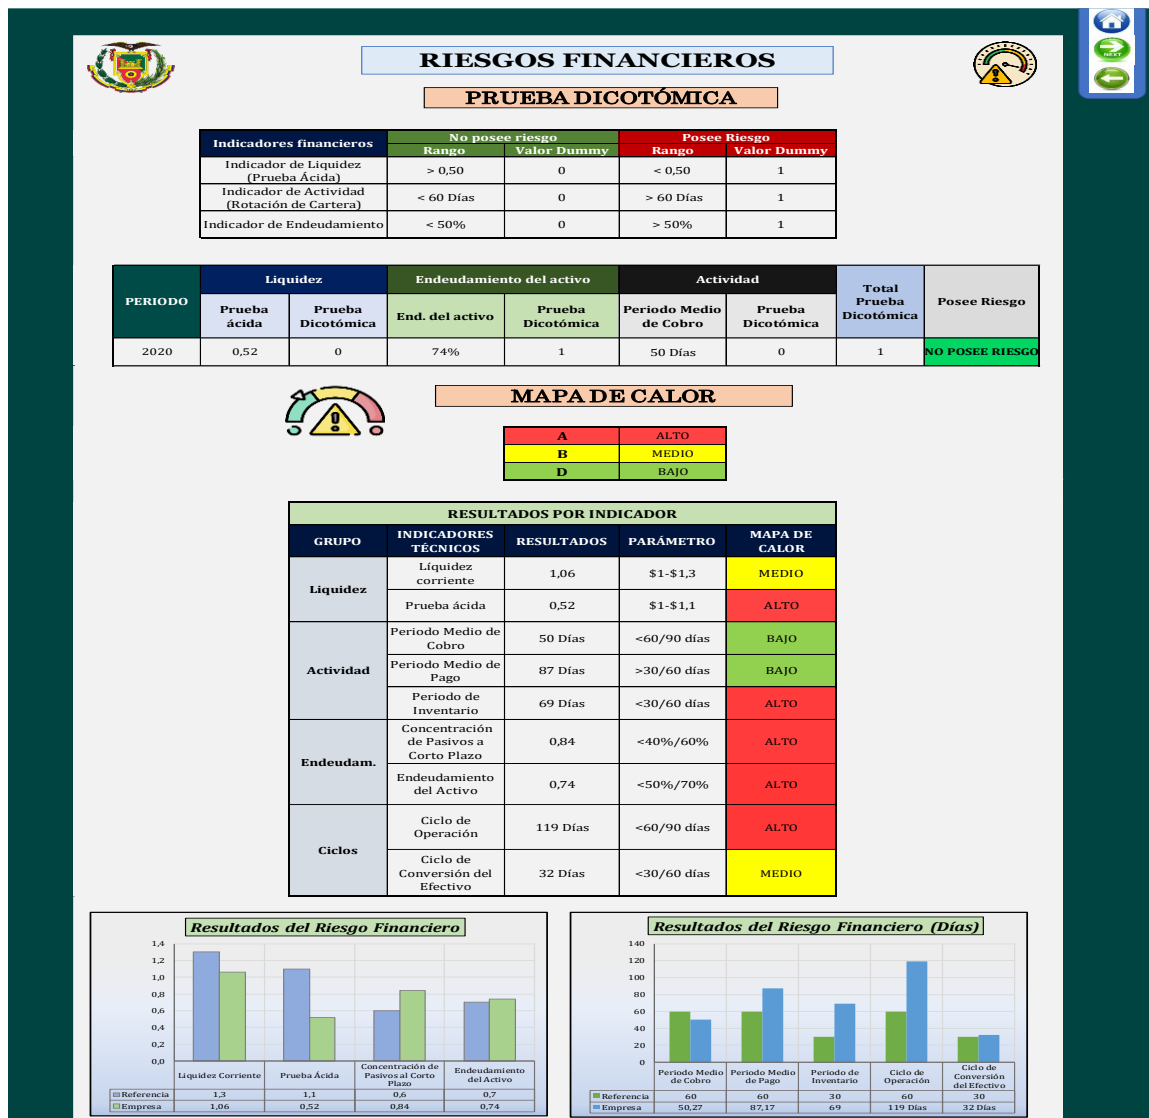 RIESGOS FINANCIEROS
NEXT
PRUEBA DICOTÓMICA
Indicadores financieros No posee riesgo Posee Riesgo
Rango Valor Dummy Rango Valor Dummy
Indicador de Liquidez
(Prueba Ácida) > 0,50 0 < 0,50 1
Indicador de Actividad
(Rotación de Cartera) < 60 Días 0 > 60 Días 1
Indicador de Endeudamiento < 50% 0 > 50% 1
PERIODO Liquidez Endeudamiento del activo Actividad Total
Prueba
Dicotómica Posee Riesgo
Prueba
ácida Prueba
Dicotómica End. del activo Prueba
Dicotómica Periodo Medio
de Cobro Prueba
Dicotómica
2020 0,52 0 74% 1 50 Días 0 1 NO POSEE RIESGO
MAPA DE CALOR
A ALTO
B MEDIO
D BAJO
RESULTADOS POR INDICADOR
GRUPO INDICADORES
TÉCNICOS RESULTADOS PARÁMETRO MAPA DE
CALOR
Liquidez
Líquidez
corriente 1,06 $1-$1,3 MEDIO
Prueba ácida 0,52 $1-$1,1 ALTO
Actividad
Periodo Medio de
Cobro 50 Días <60/90 días BAJO
Periodo Medio de
Pago 87 Días >30/60 días BAJO
Periodo de
Inventario 69 Días <30/60 días ALTO
Endeudam.
Concentración
de Pasivos a
Corto Plazo 0,84 <40%/60% ALTO
Endeudamiento
del Activo 0,74 <50%/70% ALTO
Ciclos
Ciclo de
Operación 119 Días <60/90 días ALTO
Ciclo de
Conversión del
Efectivo 32 Días <30/60 días MEDIO
Resultados del Riesgo Financiero
1,4
1,2
1,0
0,8
0,6
0,4
0,2
0,0
Liquidez Corriente Prueba Ácida Concentración de
Pasivos al Corto
Plazo Endeudamiento
del Activo
Referencia 1,3 1,1 0,6 0,7
Empresa 1,06 0,52 0,84 0,74
Resultados del Riesgo Financiero (Días)
140
120
100
80
60
40
20
0
Periodo Medio
de Cobro Periodo Medio
de Pago Periodo de
Inventario Ciclo de
Operación Ciclo de
Conversión
del Efectivo
Referencia 60 60 30 60 30
Empresa 50,27 87,17 69 119 Días 32 Días